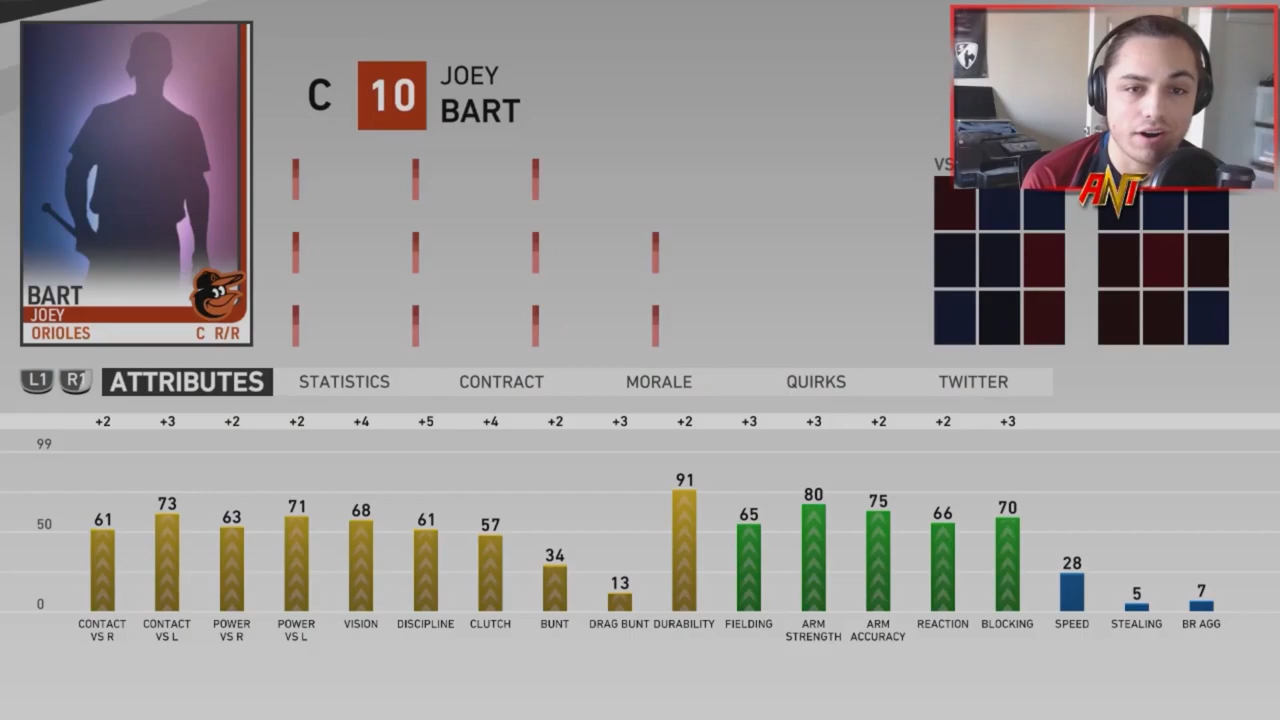 C
10
JOEY
BART
BART
JOEY
ORIOLES
C R/R
VS
ANT
L1 R1 ATTRIBUTES STATISTICS CONTRACT MORALE QUIRKS TWITTER
+2 +3 +2 +2 +4 +5 +4 +2 +3 +2 +3 +3 +2 +2 +3
99
50
0
61 73 63 71 68 61 57 34 13 91 65 80 75 66 70 28 5 7
CONTACT VS R
CONTACT VS L
POWER VS R
POWER VS L
VISION
DISCIPLINE
CLUTCH
BUNT
DRAG BUNT
DURABILITY
FIELDING
ARM STRENGTH
ARM ACCURACY
REACTION
BLOCKING
SPEED
STEALING
BR AGG